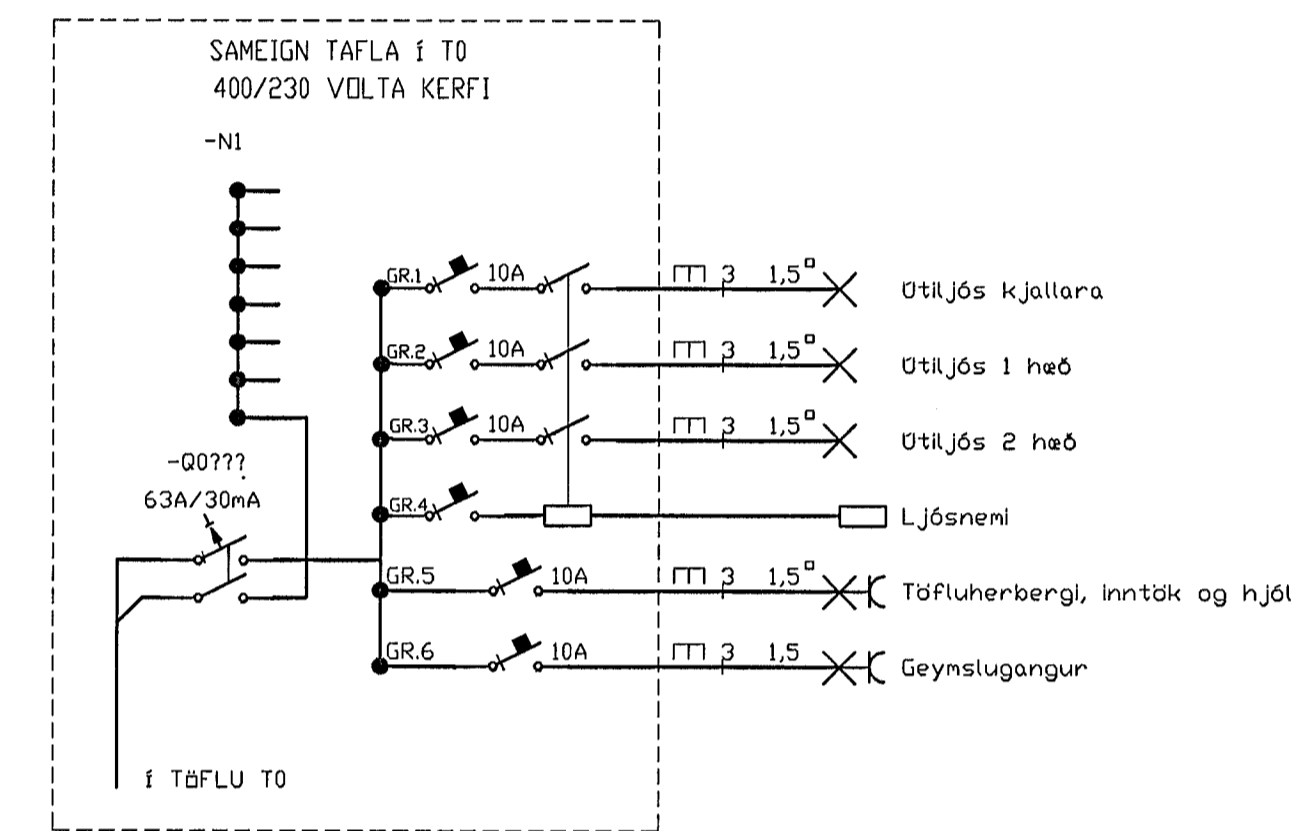 SAMEIGN TAFLA Í T0
400/230 VOLTA KERFI
-N1
GR.1 10A 3 1,5▫ Útiljós kjallara
GR.2 10A 3 1,5▫ Útiljós 1 hæð
GR.3 10A 3 1,5▫ Útiljós 2 hæð
-Q0???
63A/30mA
GR.4 Ljósnemi
GR.5 10A 3 1,5▫ Töfluherbergi, inntök og hjól
GR.6 10A 3 1,5 Geymslugangur
Í TÖFLU T0